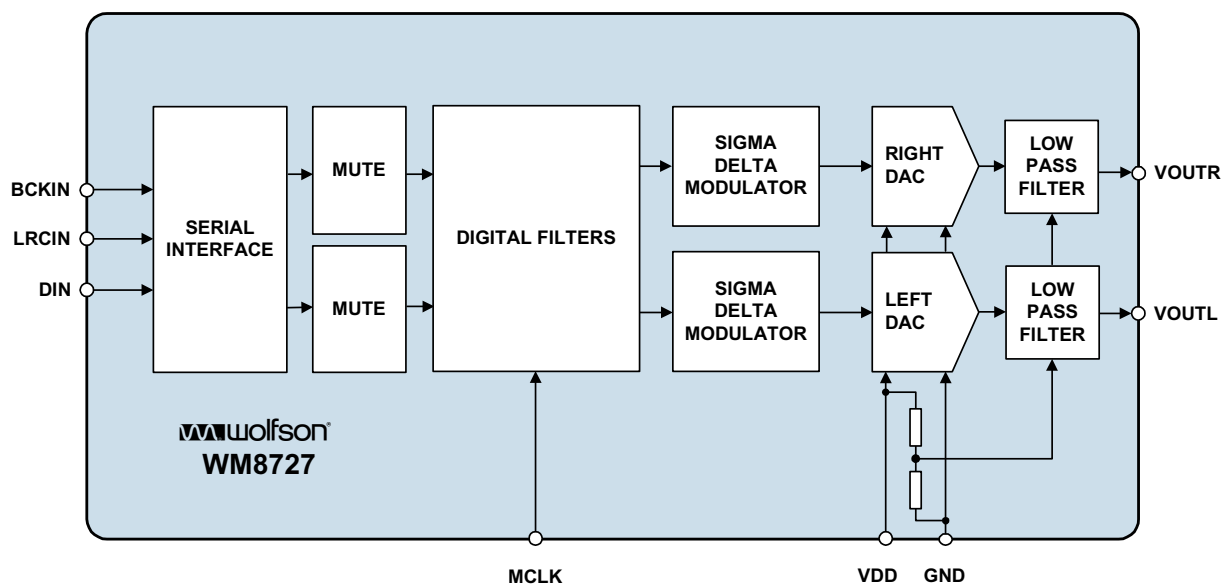 BCKIN
LRCIN
DIN
SERIAL
INTERFACE
MUTE
MUTE
DIGITAL FILTERS
SIGMA
DELTA
MODULATOR
SIGMA
DELTA
MODULATOR
RIGHT
DAC
LEFT
DAC
LOW
PASS
FILTER
LOW
PASS
FILTER
VOUTR
VOUTL
wolfson®
WM8727
MCLK
VDD
GND